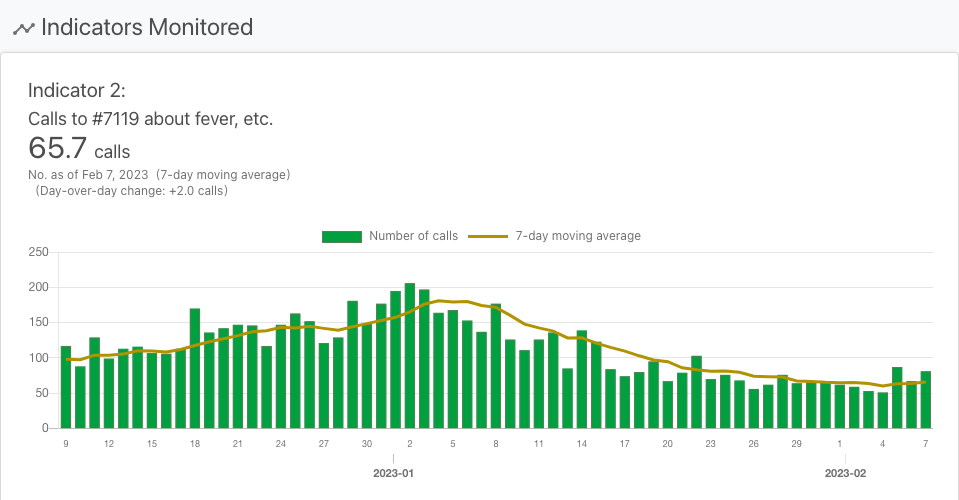 Indicators Monitored
Indicator 2:
Calls to #7119 about fever, etc.
65.7 calls
No. as of Feb 7, 2023 (7-day moving average)
(Day-over-day change: +2.0 calls)
Number of calls 7-day moving average
250
200
150
100
50
0
9 12 15 18 21 24 27 30 2 5 8 11 14 17 20 23 26 29 1 4 7
2023-01 2023-02